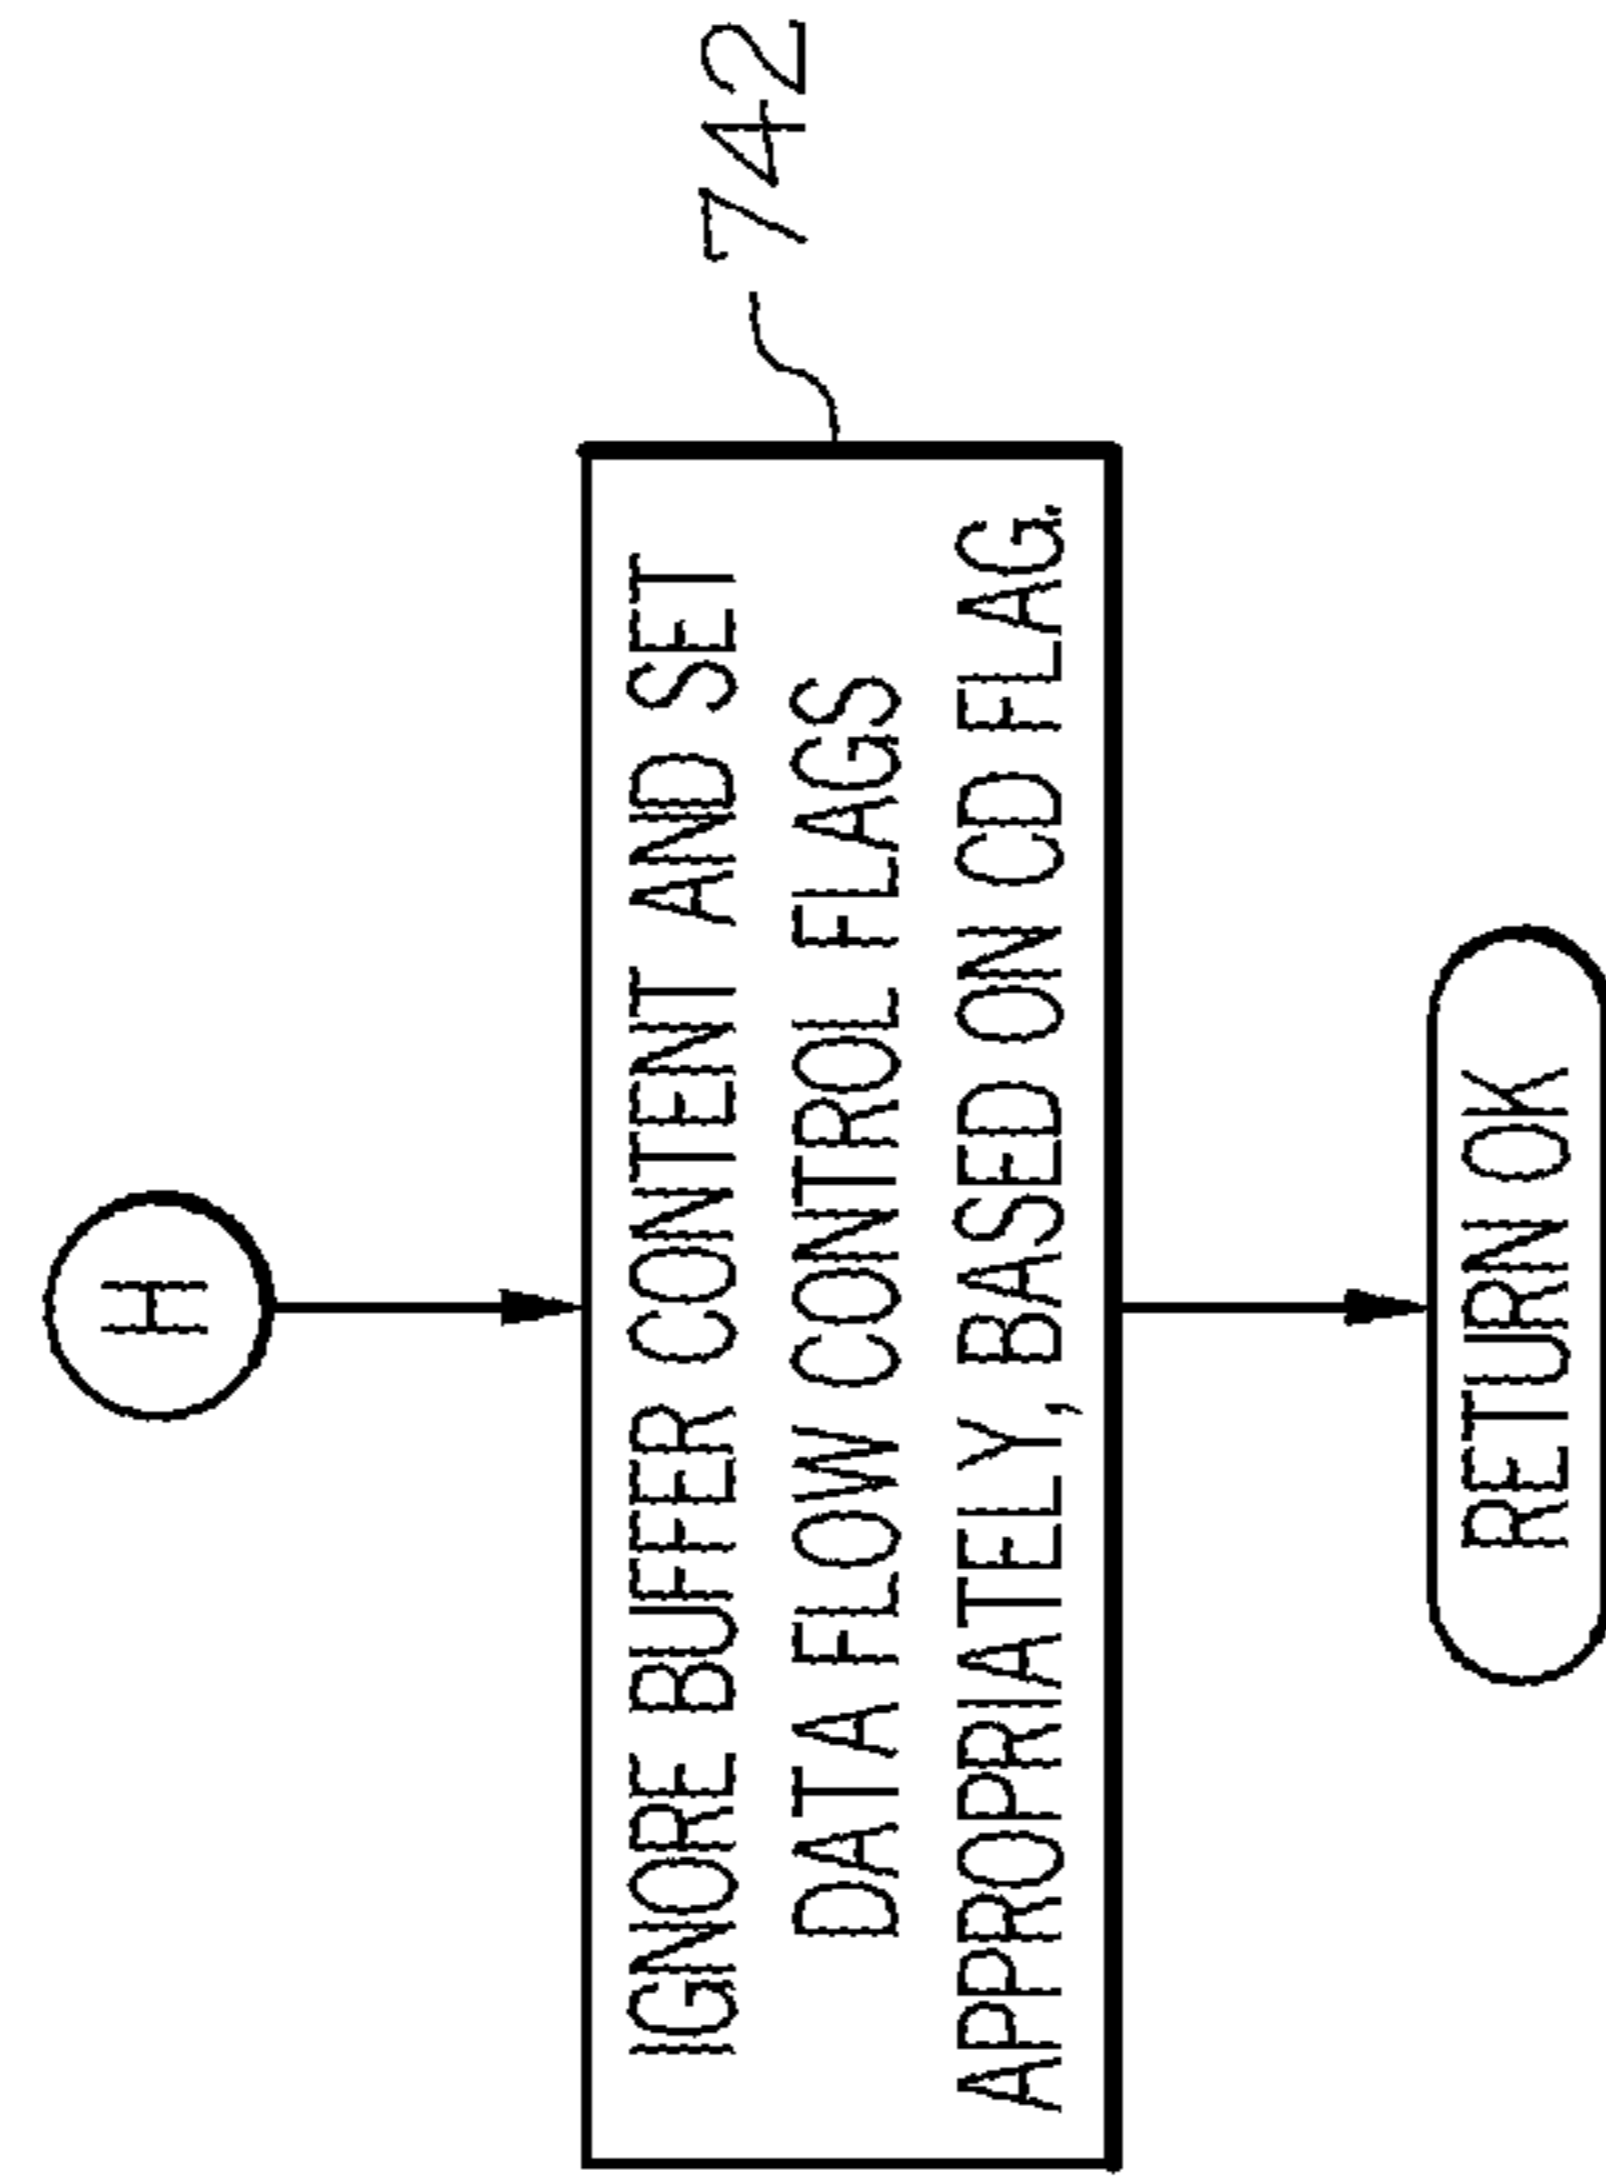 H
742
IGNORE BUFFER CONTENT AND SET
DATA FLOW CONTROL FLAGS
APPROPRIATELY, BASED ON CD FLAG.
RETURN OK